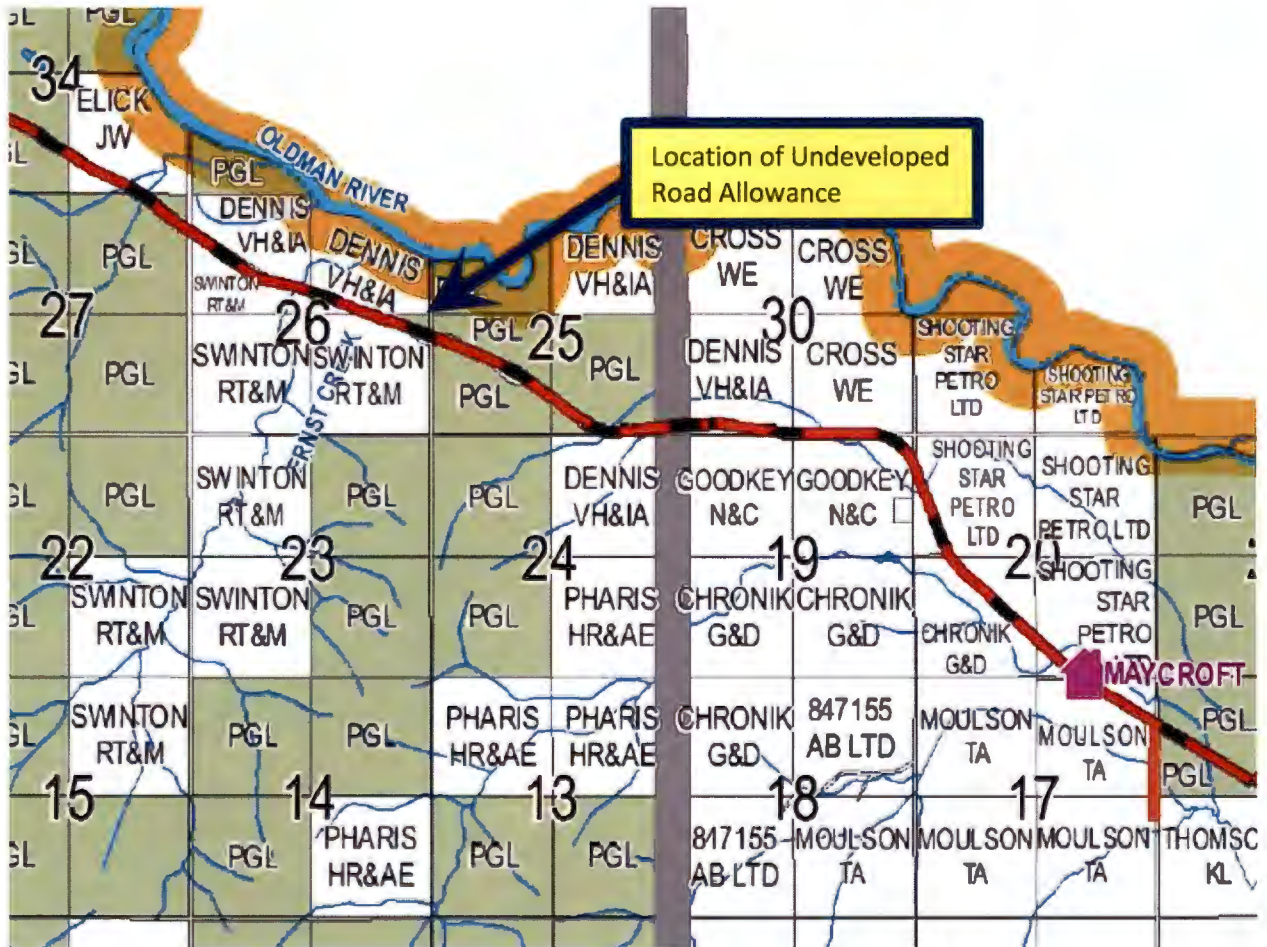 PGL
34
ELICK
JW
OLDMAN RIVER
Location of Undeveloped
Road Allowance
PGL
DENNIS
VH&IA
DENNIS
VH&IA
DENNIS
VH&IA
CROSS
WE
CROSS
WE
PGL
SWINTON
RT&M
27
26
PGL
25
30
SHOOTING
STAR
PETRO
LTD
SHOOTING
STAR PETRO
LTD
PGL
SWINTON
RT&M
SWINTON
RT&M
ERNST CREEK
PGL
PGL
DENNIS
VH&IA
CROSS
WE
PGL
SWINTON
RT&M
PGL
PGL
DENNIS
VH&IA
GOODKEY
N&C
GOODKEY
N&C
SHOOTING
STAR
PETRO
LTD
SHOOTING
STAR
PETRO LTD
PGL
22
23
24
19
20
SWINTON
RT&M
SWINTON
RT&M
PGL
PGL
PHARIS
HR&AE
CHRONIK
G&D
CHRONIK
G&D
CHRONIK
G&D
SHOOTING
STAR
PETRO
PGL
MAYCROFT
SWINTON
RT&M
PGL
PGL
PHARIS
HR&AE
PHARIS
HR&AE
CHRONIK
G&D
847155
AB LTD
MOULSON
TA
MOULSON
TA
PGL
PGL
15
14
13
18
17
PGL
PHARIS
HR&AE
PGL
PGL
847155
AB LTD
MOULSON
TA
MOULSON
TA
MOULSON
TA
THOMSO
KL